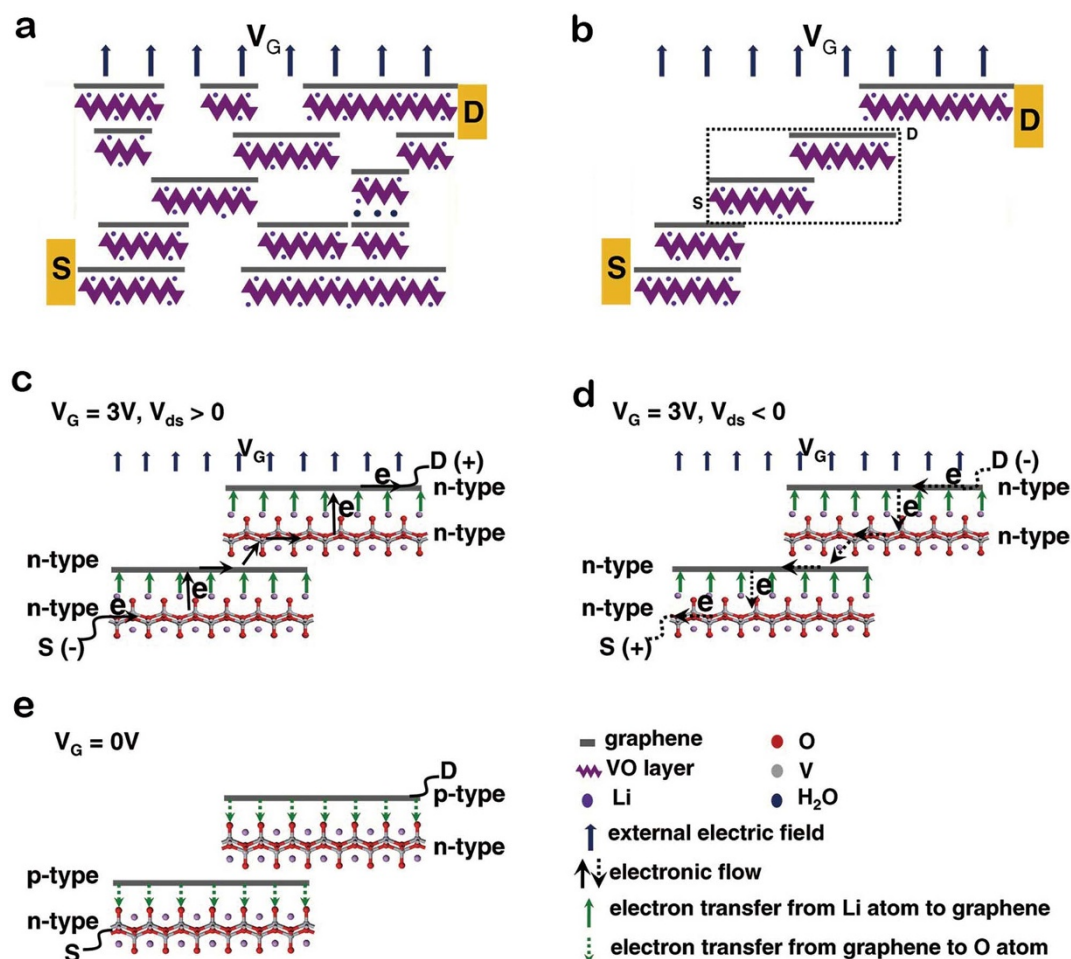 a
V_G
D
S
b
V_G
D
D
S
S
c
V_G = 3V, V_ds > 0
V_G
D (+)
e
n-type
e
n-type
n-type
e
n-type
e
S (-)
d
V_G = 3V, V_ds < 0
V_G
D (-)
e
n-type
e
n-type
n-type
e
n-type
e
S (+)
e
V_G = 0V
D
p-type
n-type
p-type
n-type
S
graphene
O
VO layer
V
Li
H₂O
external electric field
electronic flow
electron transfer from Li atom to graphene
electron transfer from graphene to O atom